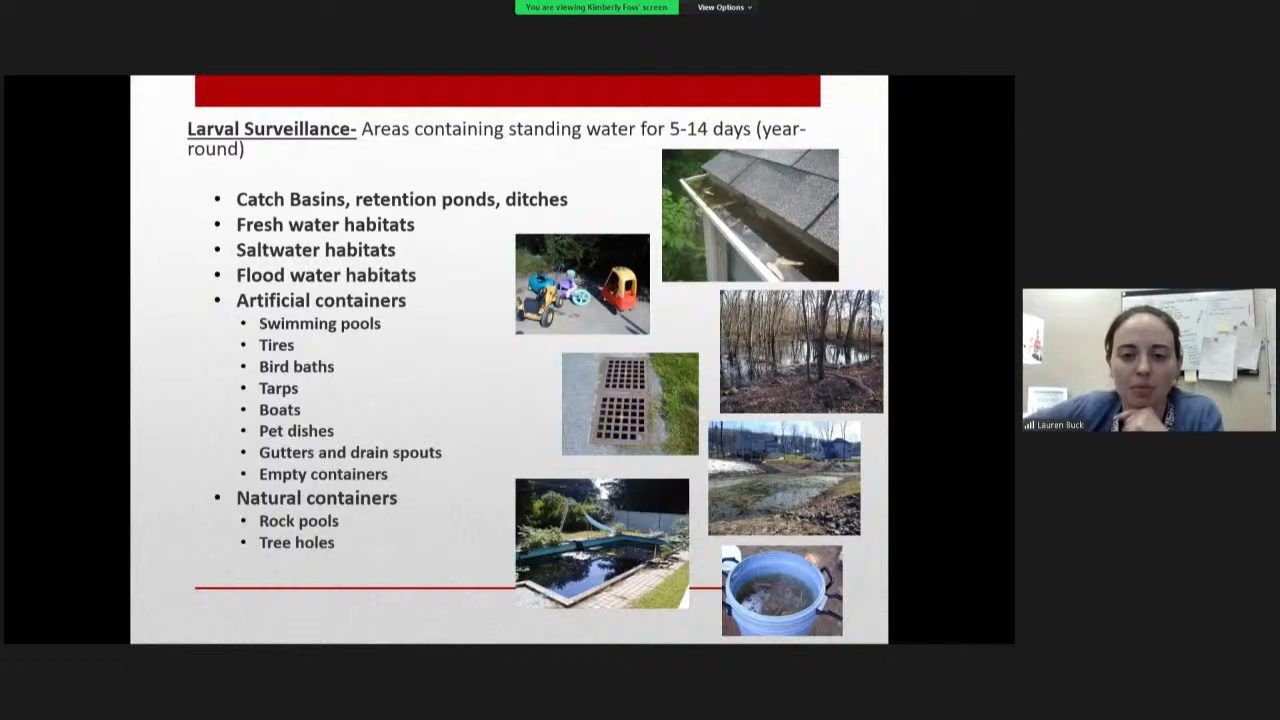 You are viewing Kimberly Foss' screen
View Options
Larval Surveillance- Areas containing standing water for 5-14 days (year-
round)
• Catch Basins, retention ponds, ditches
• Fresh water habitats
• Saltwater habitats
• Flood water habitats
• Artificial containers
• Swimming pools
• Tires
• Bird baths
• Tarps
• Boats
• Pet dishes
• Gutters and drain spouts
• Empty containers
• Natural containers
• Rock pools
• Tree holes
Lauren Buck